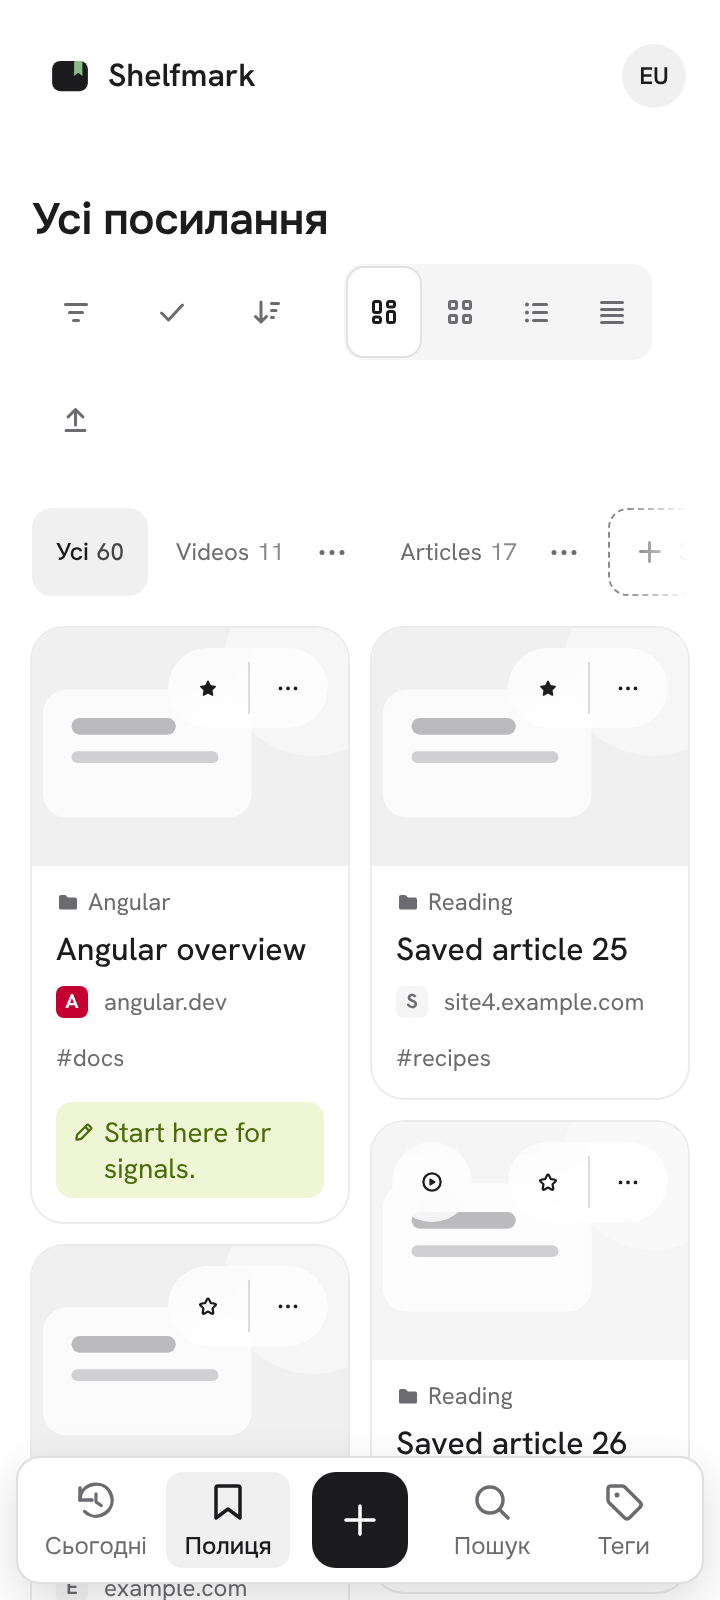 Shelfmark
EU
Усі посилання
Усі 60
Videos 11
Articles 17
Angular
Angular overview
A angular.dev
#docs
Start here for
signals.
Reading
Saved article 25
S site4.example.com
#recipes
Reading
Saved article 26
E example.com
Сьогодні
Полиця
Пошук
Теги